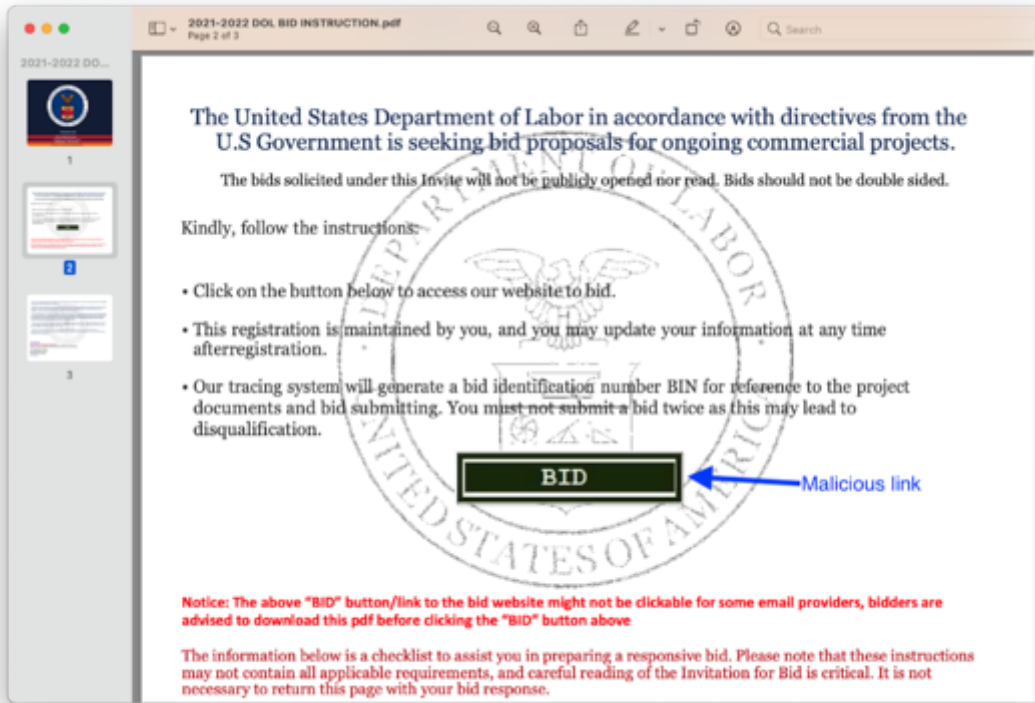 2021-2022 DOL BID INSTRUCTION.pdf
Page 2 of 3
Search
2021-2022 DO...
1
2
3
The United States Department of Labor in accordance with directives from the
U.S Government is seeking bid proposals for ongoing commercial projects.
The bids solicited under this Invite will not be publicly opened nor read. Bids should not be double sided.
Kindly, follow the instructions:
• Click on the button below to access our website to bid.
• This registration is maintained by you, and you may update your information at any time
afterregistration.
• Our tracing system will generate a bid identification number BIN for reference to the project
documents and bid submitting. You must not submit a bid twice as this may lead to
disqualification.
BID
Malicious link
DEPARTMENT OF LABOR
UNITED STATES OF AMERICA
Notice: The above "BID" button/link to the bid website might not be clickable for some email providers, bidders are
advised to download this pdf before clicking the "BID" button above
The information below is a checklist to assist you in preparing a responsive bid. Please note that these instructions
may not contain all applicable requirements, and careful reading of the Invitation for Bid is critical. It is not
necessary to return this page with your bid response.